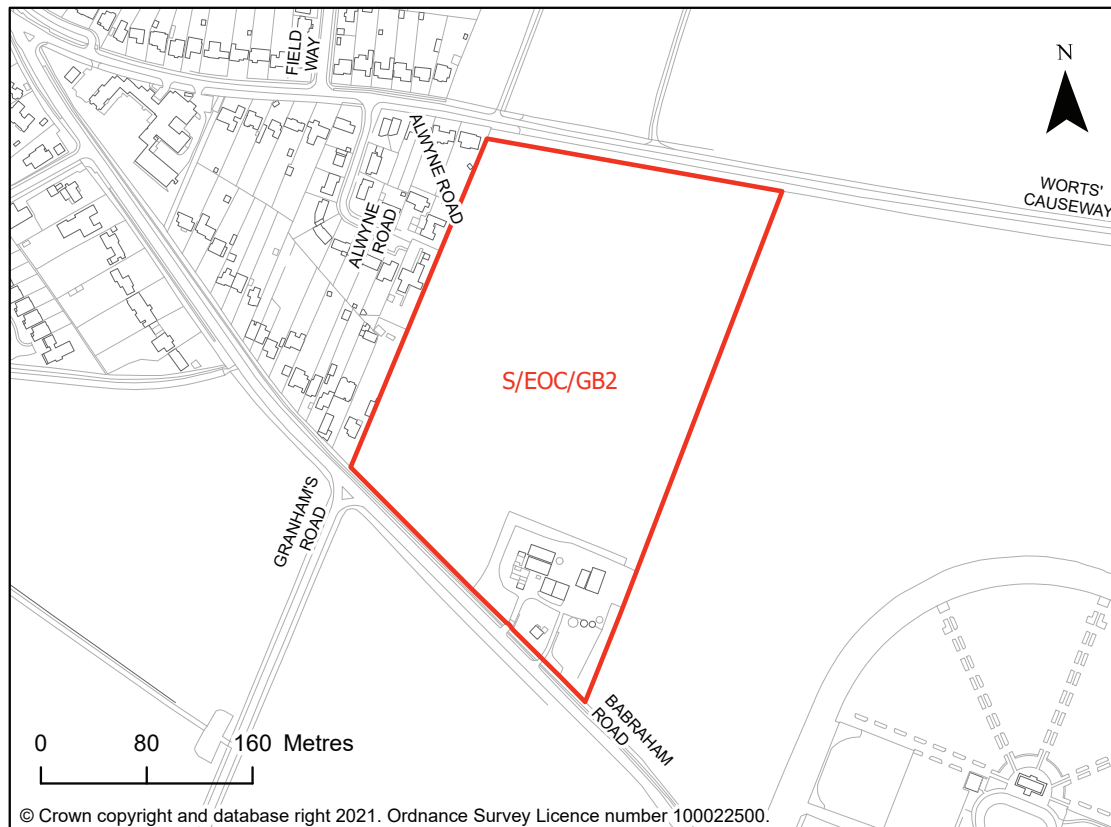 FIELD
WAY
N
ALWYNE ROAD
WORTS'
CAUSEWAY
ALWYNE
ROAD
S/EOC/GB2
GRANHAM'S
ROAD
BABRAHAM
ROAD
0 80 160 Metres
© Crown copyright and database right 2021. Ordnance Survey Licence number 100022500.